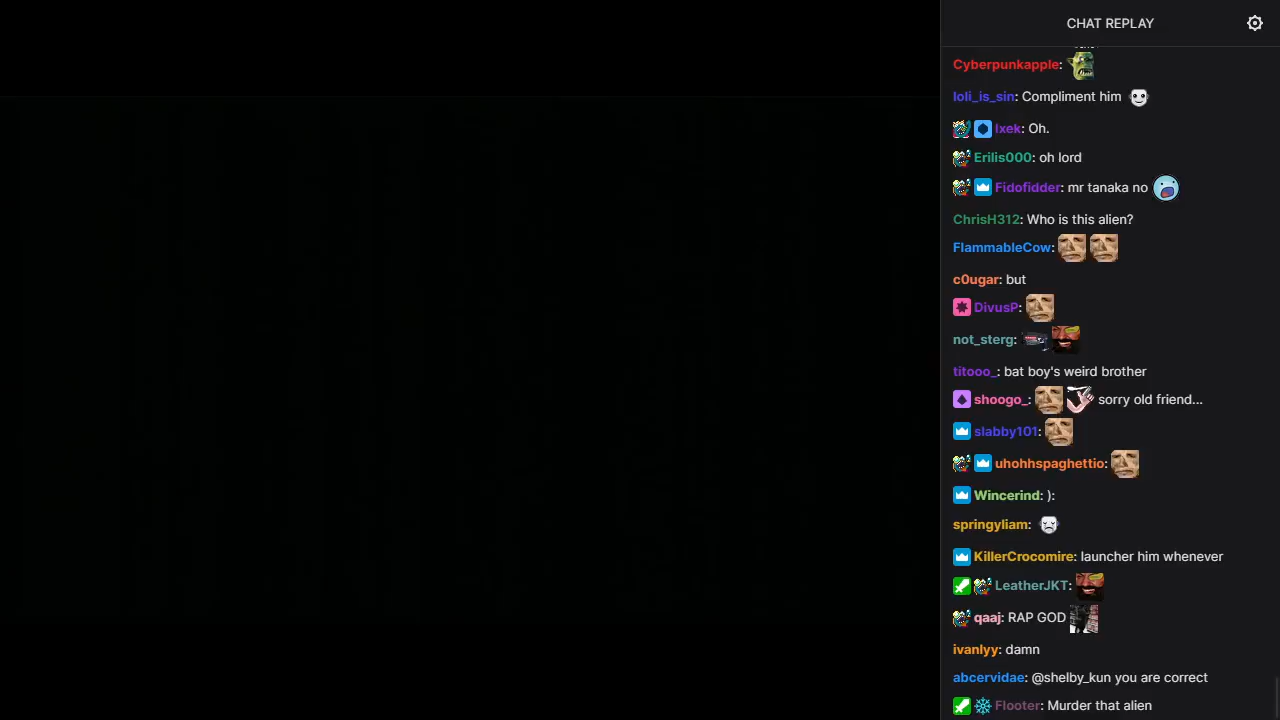 CHAT REPLAY
Cyberpunkapple:
loli_is_sin: Compliment him
Ixek: Oh.
Erilis000: oh lord
Fidofidder: mr tanaka no
ChrisH312: Who is this alien?
FlammableCow:
c0ugar: but
DivusP:
not_sterg:
titooo_: bat boy's weird brother
shoogo_: sorry old friend...
slabby101:
uhohhspaghettio:
Wincerind: ):
springyliam:
KillerCrocomire: launcher him whenever
LeatherJKT:
qaaj: RAP GOD
ivanlyy: damn
abcervidae: @shelby_kun you are correct
Flooter: Murder that alien